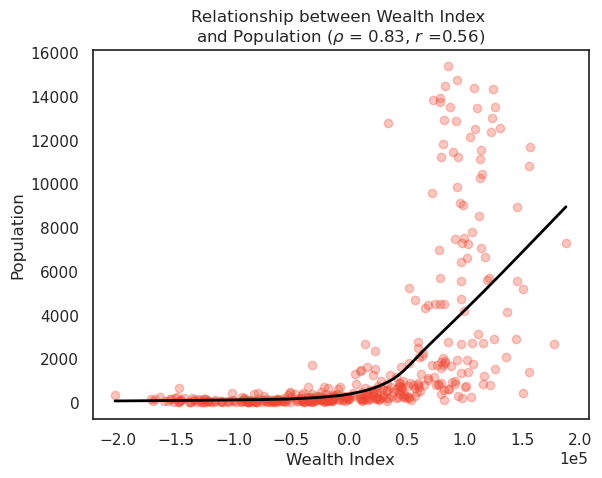 Relationship between Wealth Index
and Population (ρ = 0.83, r =0.56)
16000
14000
12000
10000
8000
6000
4000
2000
0
Population
−2.0 −1.5 −1.0 −0.5 0.0 0.5 1.0 1.5 2.0
1e5
Wealth Index